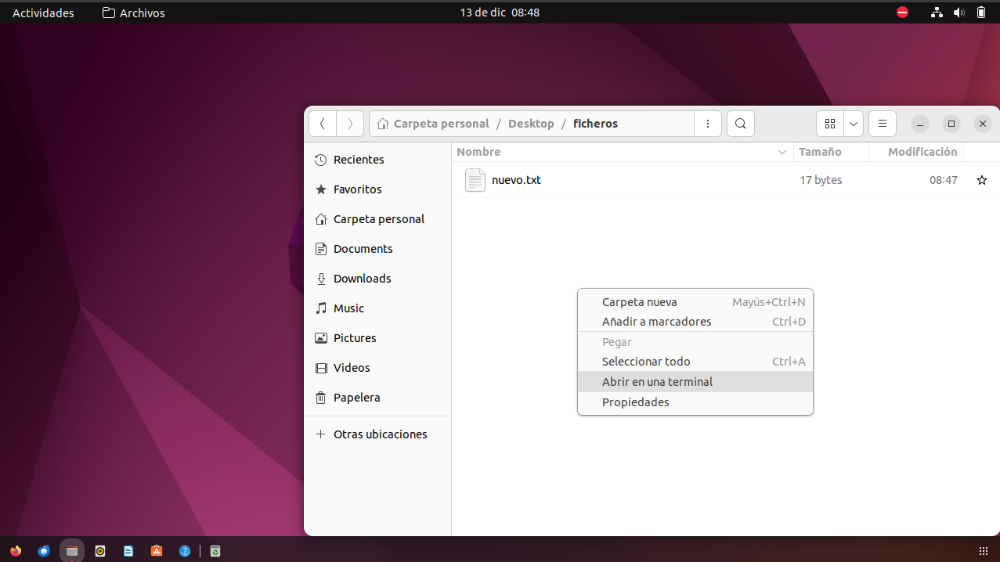 Actividades Archivos 13 de dic 08:48
Carpeta personal / Desktop / ficheros
Recientes
Favoritos
Carpeta personal
Documents
Downloads
Music
Pictures
Videos
Papelera
Otras ubicaciones
Nombre Tamaño Modificación
nuevo.txt 17 bytes 08:47
Carpeta nueva Mayús+Ctrl+N
Añadir a marcadores Ctrl+D
Pegar
Seleccionar todo Ctrl+A
Abrir en una terminal
Propiedades